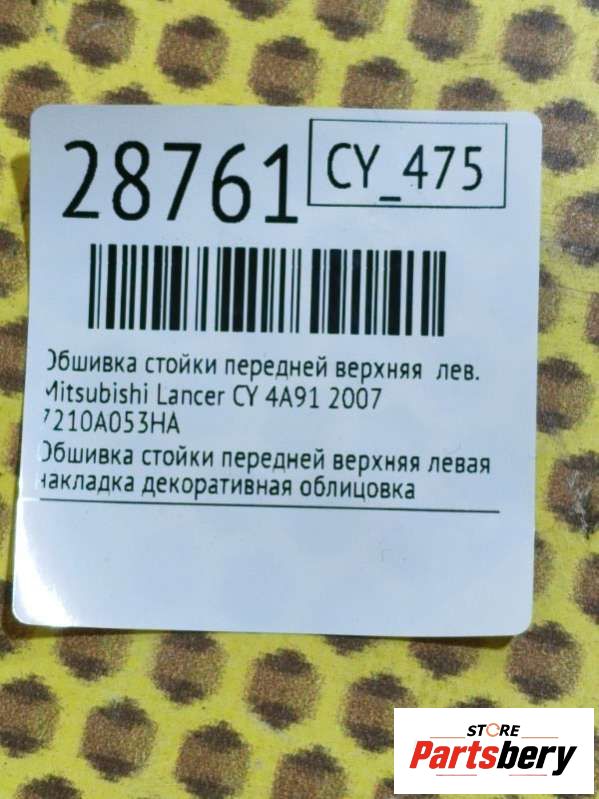 28761
CY_475
Обшивка стойки передней верхняя лев.
Mitsubishi Lancer CY 4A91 2007
7210A053HA
Обшивка стойки передней верхняя левая
накладка декоративная облицовка
STORE
Partsbery